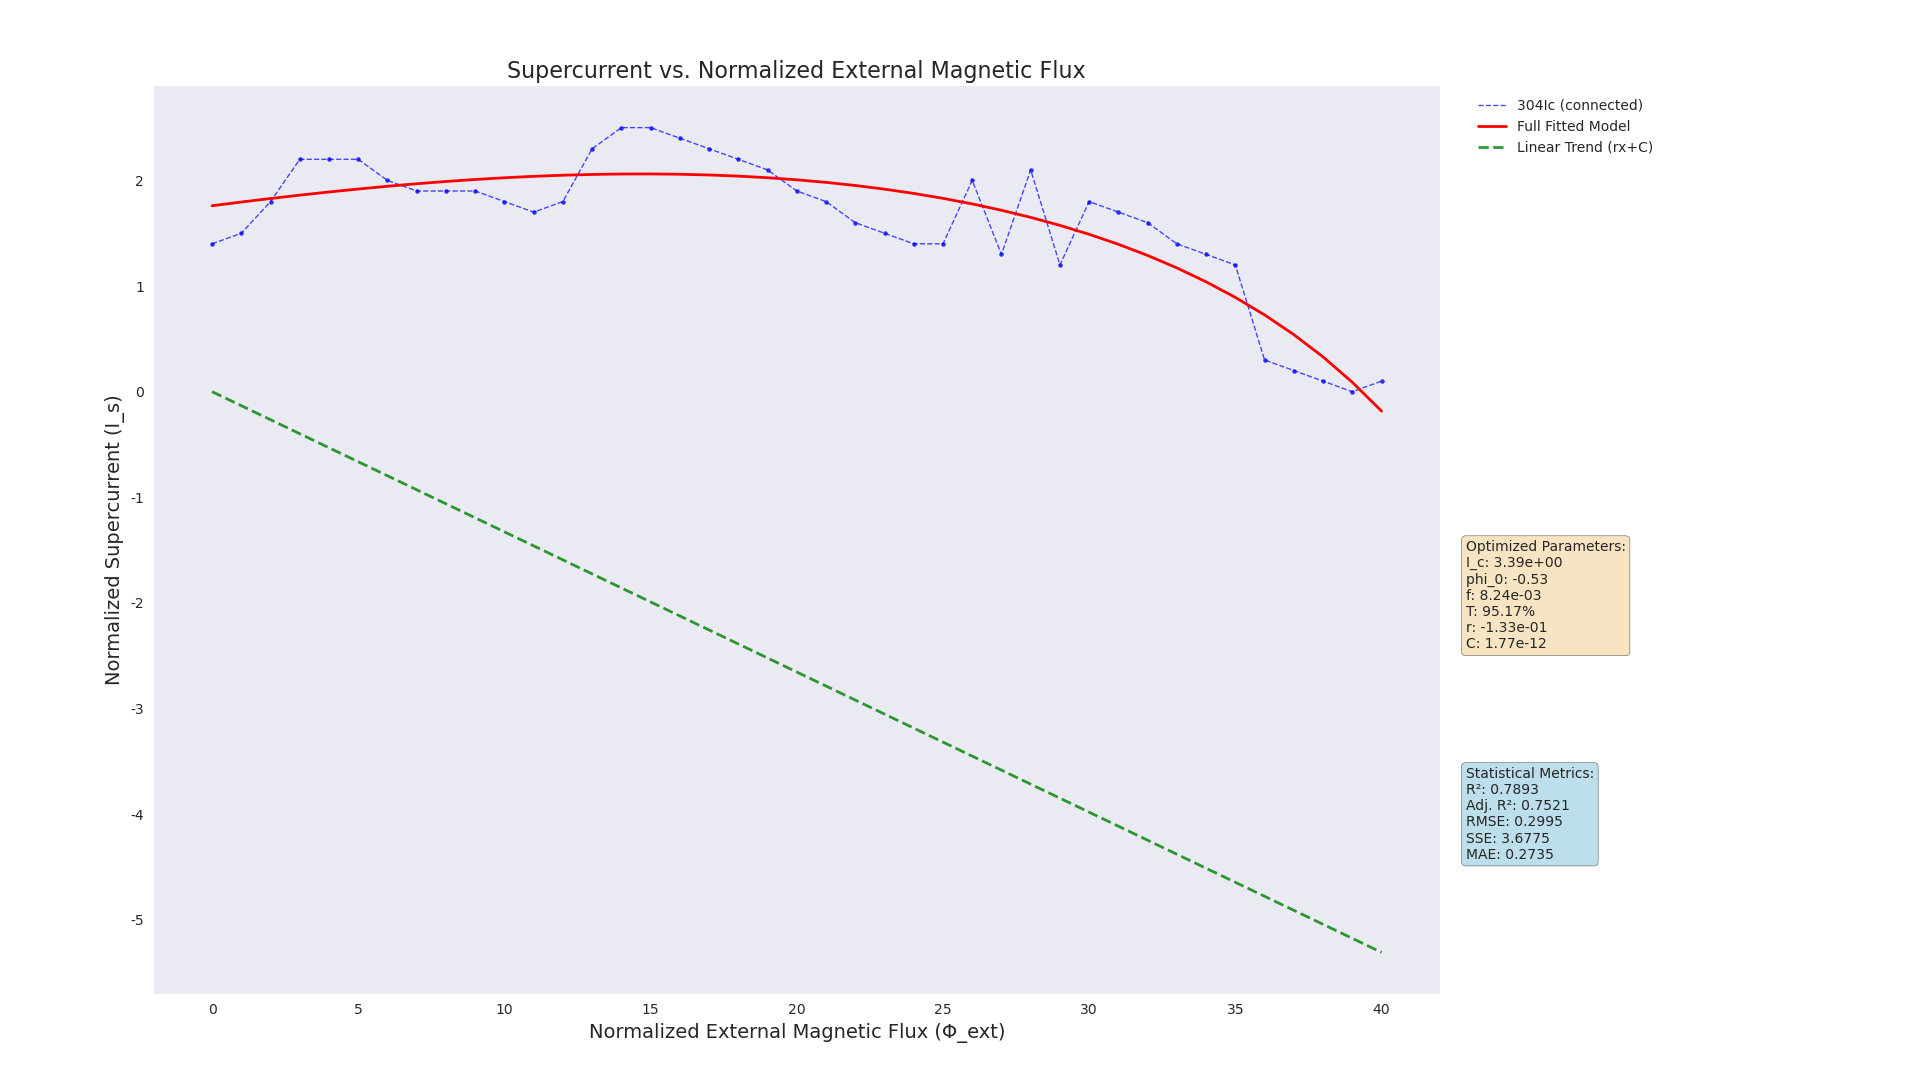 Supercurrent vs. Normalized External Magnetic Flux
304Ic (connected)
Full Fitted Model
Linear Trend (rx+C)
Normalized Supercurrent (I_s)
2
1
0
-1
-2
-3
-4
-5
0 5 10 15 20 25 30 35 40
Normalized External Magnetic Flux (Φ_ext)
Optimized Parameters:
I_c: 3.39e+00
phi_0: -0.53
f: 8.24e-03
T: 95.17%
r: -1.33e-01
C: 1.77e-12
Statistical Metrics:
R²: 0.7893
Adj. R²: 0.7521
RMSE: 0.2995
SSE: 3.6775
MAE: 0.2735